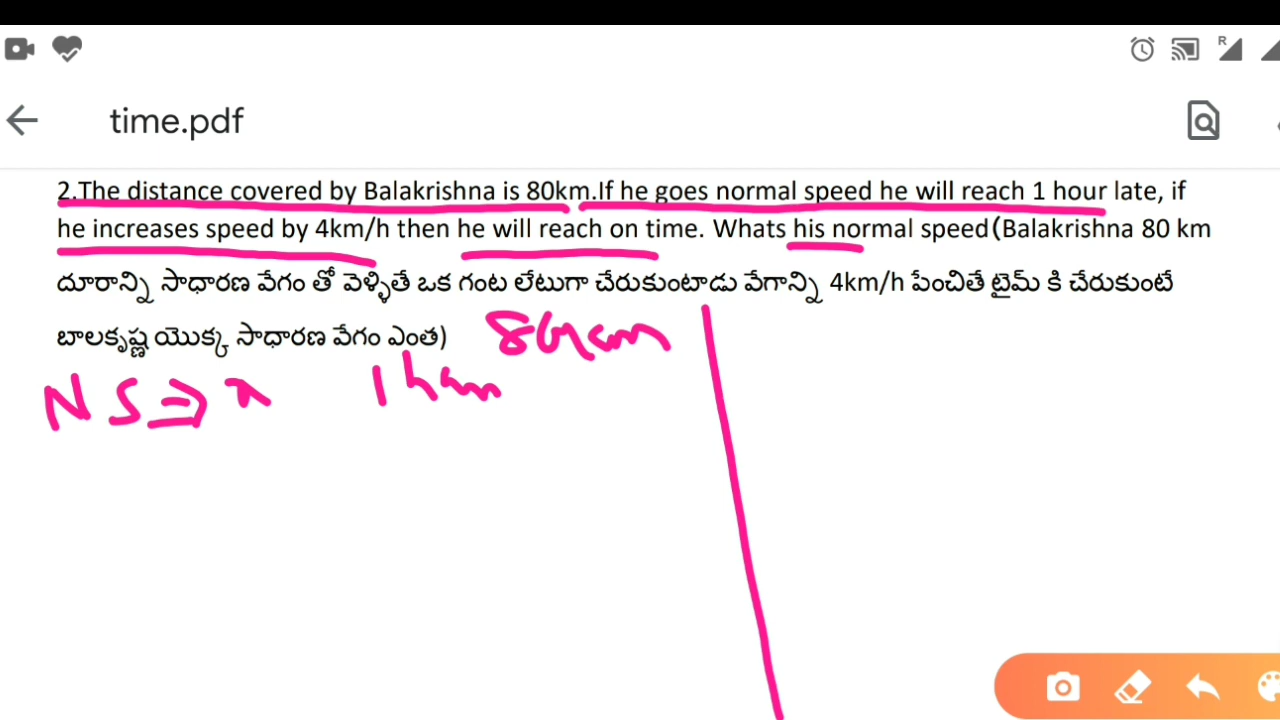 R
time.pdf
2.The distance covered by Balakrishna is 80km.If he goes normal speed he will reach 1 hour late, if
he increases speed by 4km/h then he will reach on time. Whats his normal speed(Balakrishna 80 km
దూరాన్ని సాధారణ వేగం తో వెళ్ళితే ఒక గంట లేటుగా చేరుకుంటాడు వేగాన్ని 4km/h పెంచితే టైమ్ కి చేరుకుంటే
బాలకృష్ణ యొక్క సాధారణ వేగం ఎంత)
80km
NS⇒x 1h